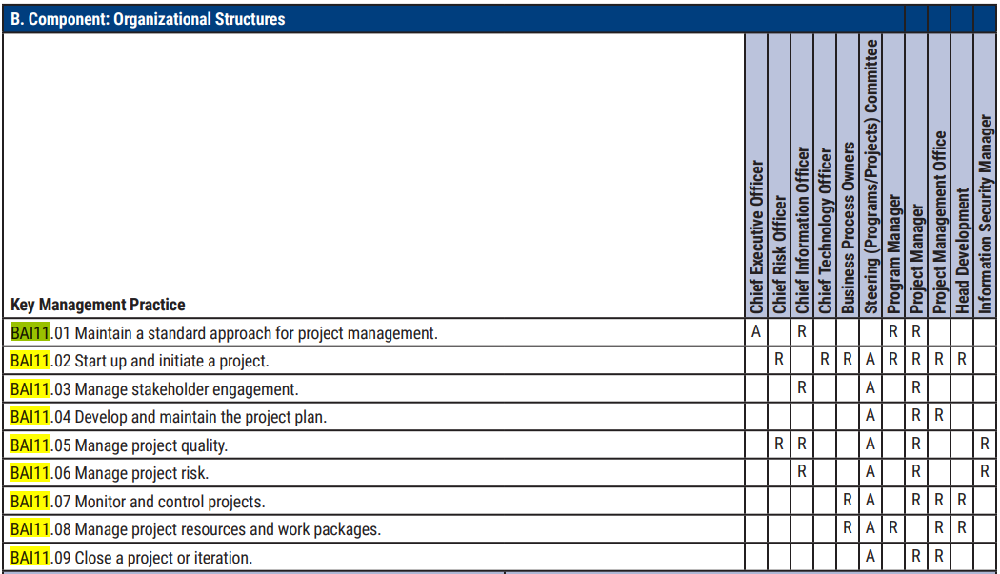 B. Component: Organizational Structures
Key Management Practice
Chief Executive Officer
Chief Risk Officer
Chief Information Officer
Chief Technology Officer
Business Process Owners
Steering (Programs/Projects) Committee
Program Manager
Project Manager
Project Management Office
Head Development
Information Security Manager
BAI11.01 Maintain a standard approach for project management. A R R R
BAI11.02 Start up and initiate a project. R R R A R R R R
BAI11.03 Manage stakeholder engagement. R A R
BAI11.04 Develop and maintain the project plan. A R R
BAI11.05 Manage project quality. R R A R R
BAI11.06 Manage project risk. R A R R
BAI11.07 Monitor and control projects. R A R R R
BAI11.08 Manage project resources and work packages. R A R R R
BAI11.09 Close a project or iteration. A R R